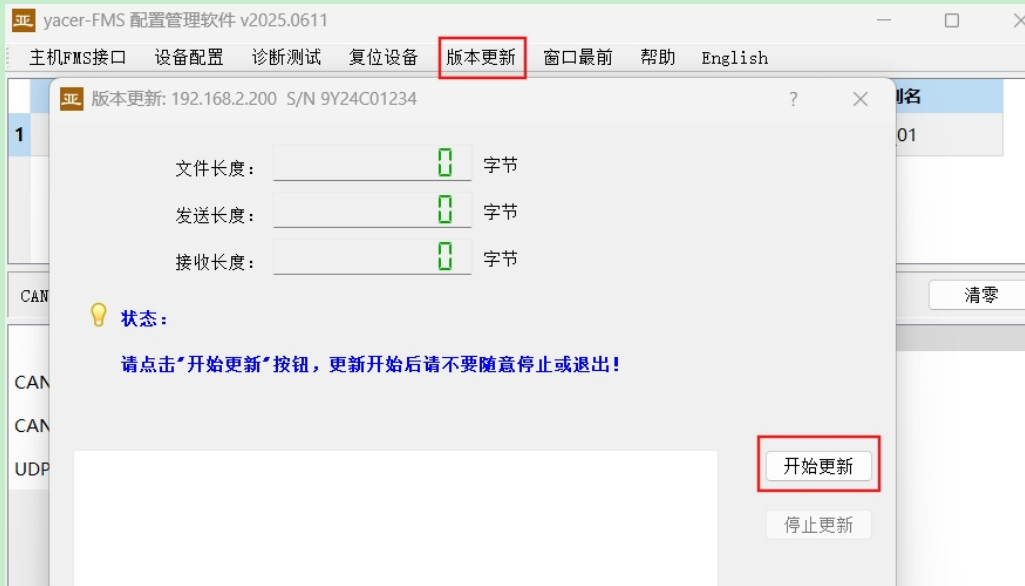 亚 yacer-FMS 配置管理软件 v2025.0611
主机FMS接口 设备配置 诊断测试 复位设备 版本更新 窗口最前 帮助 English
亚 版本更新: 192.168.2.200 S/N 9Y24C01234 ?
名
1 01
文件长度： 0 字节
发送长度： 0 字节
接收长度： 0 字节
CAN 清零
状态：
请点击"开始更新"按钮，更新开始后请不要随意停止或退出！
CAN
CAN
UDP
开始更新
停止更新